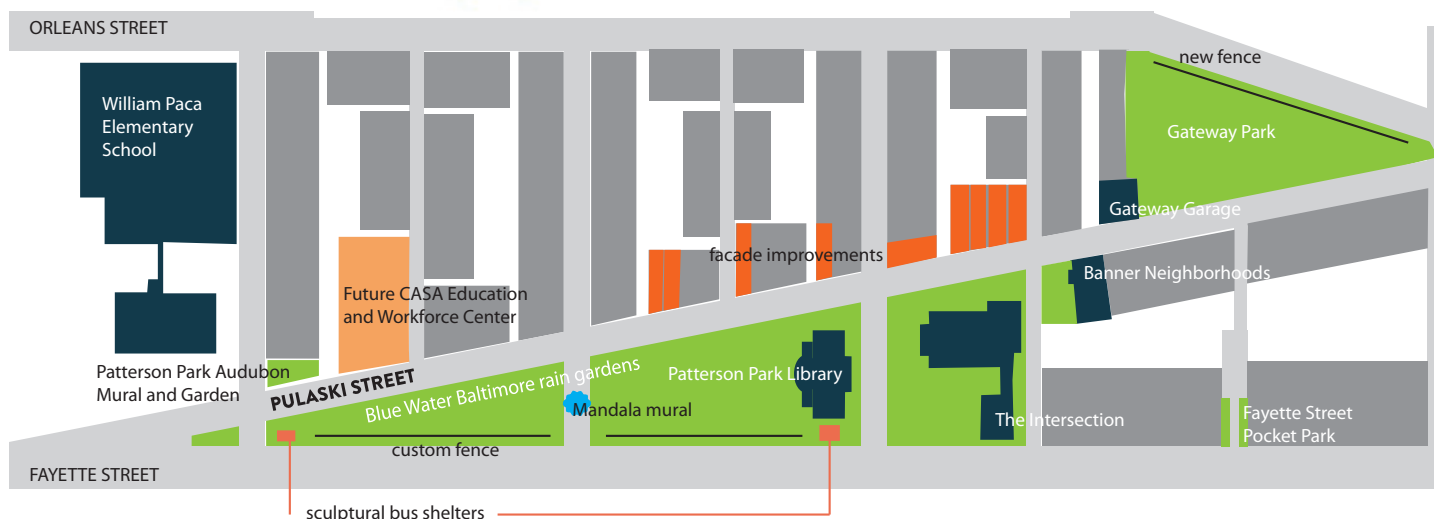 ORLEANS STREET
new fence
William Paca
Elementary
School
Gateway Park
Gateway Garage
facade improvements
Banner Neighborhoods
Future CASA Education
and Workforce Center
Patterson Park Audubon
Mural and Garden
PULASKI STREET
Blue Water Baltimore rain gardens
Patterson Park Library
Mandala mural
The Intersection
Fayette Street
Pocket Park
custom fence
FAYETTE STREET
sculptural bus shelters